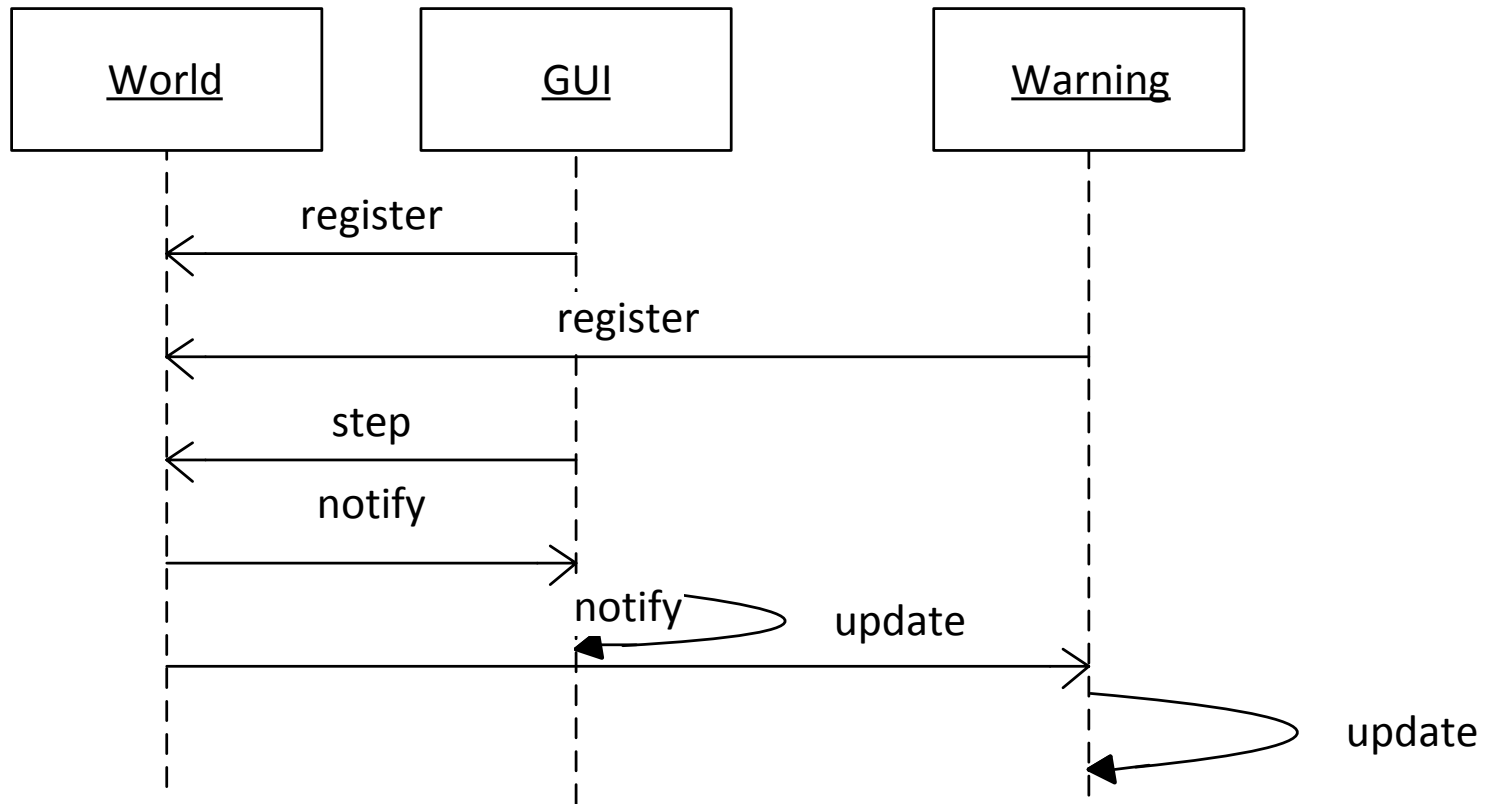 World
GUI
Warning
register
register
step
notify
notify
update
update